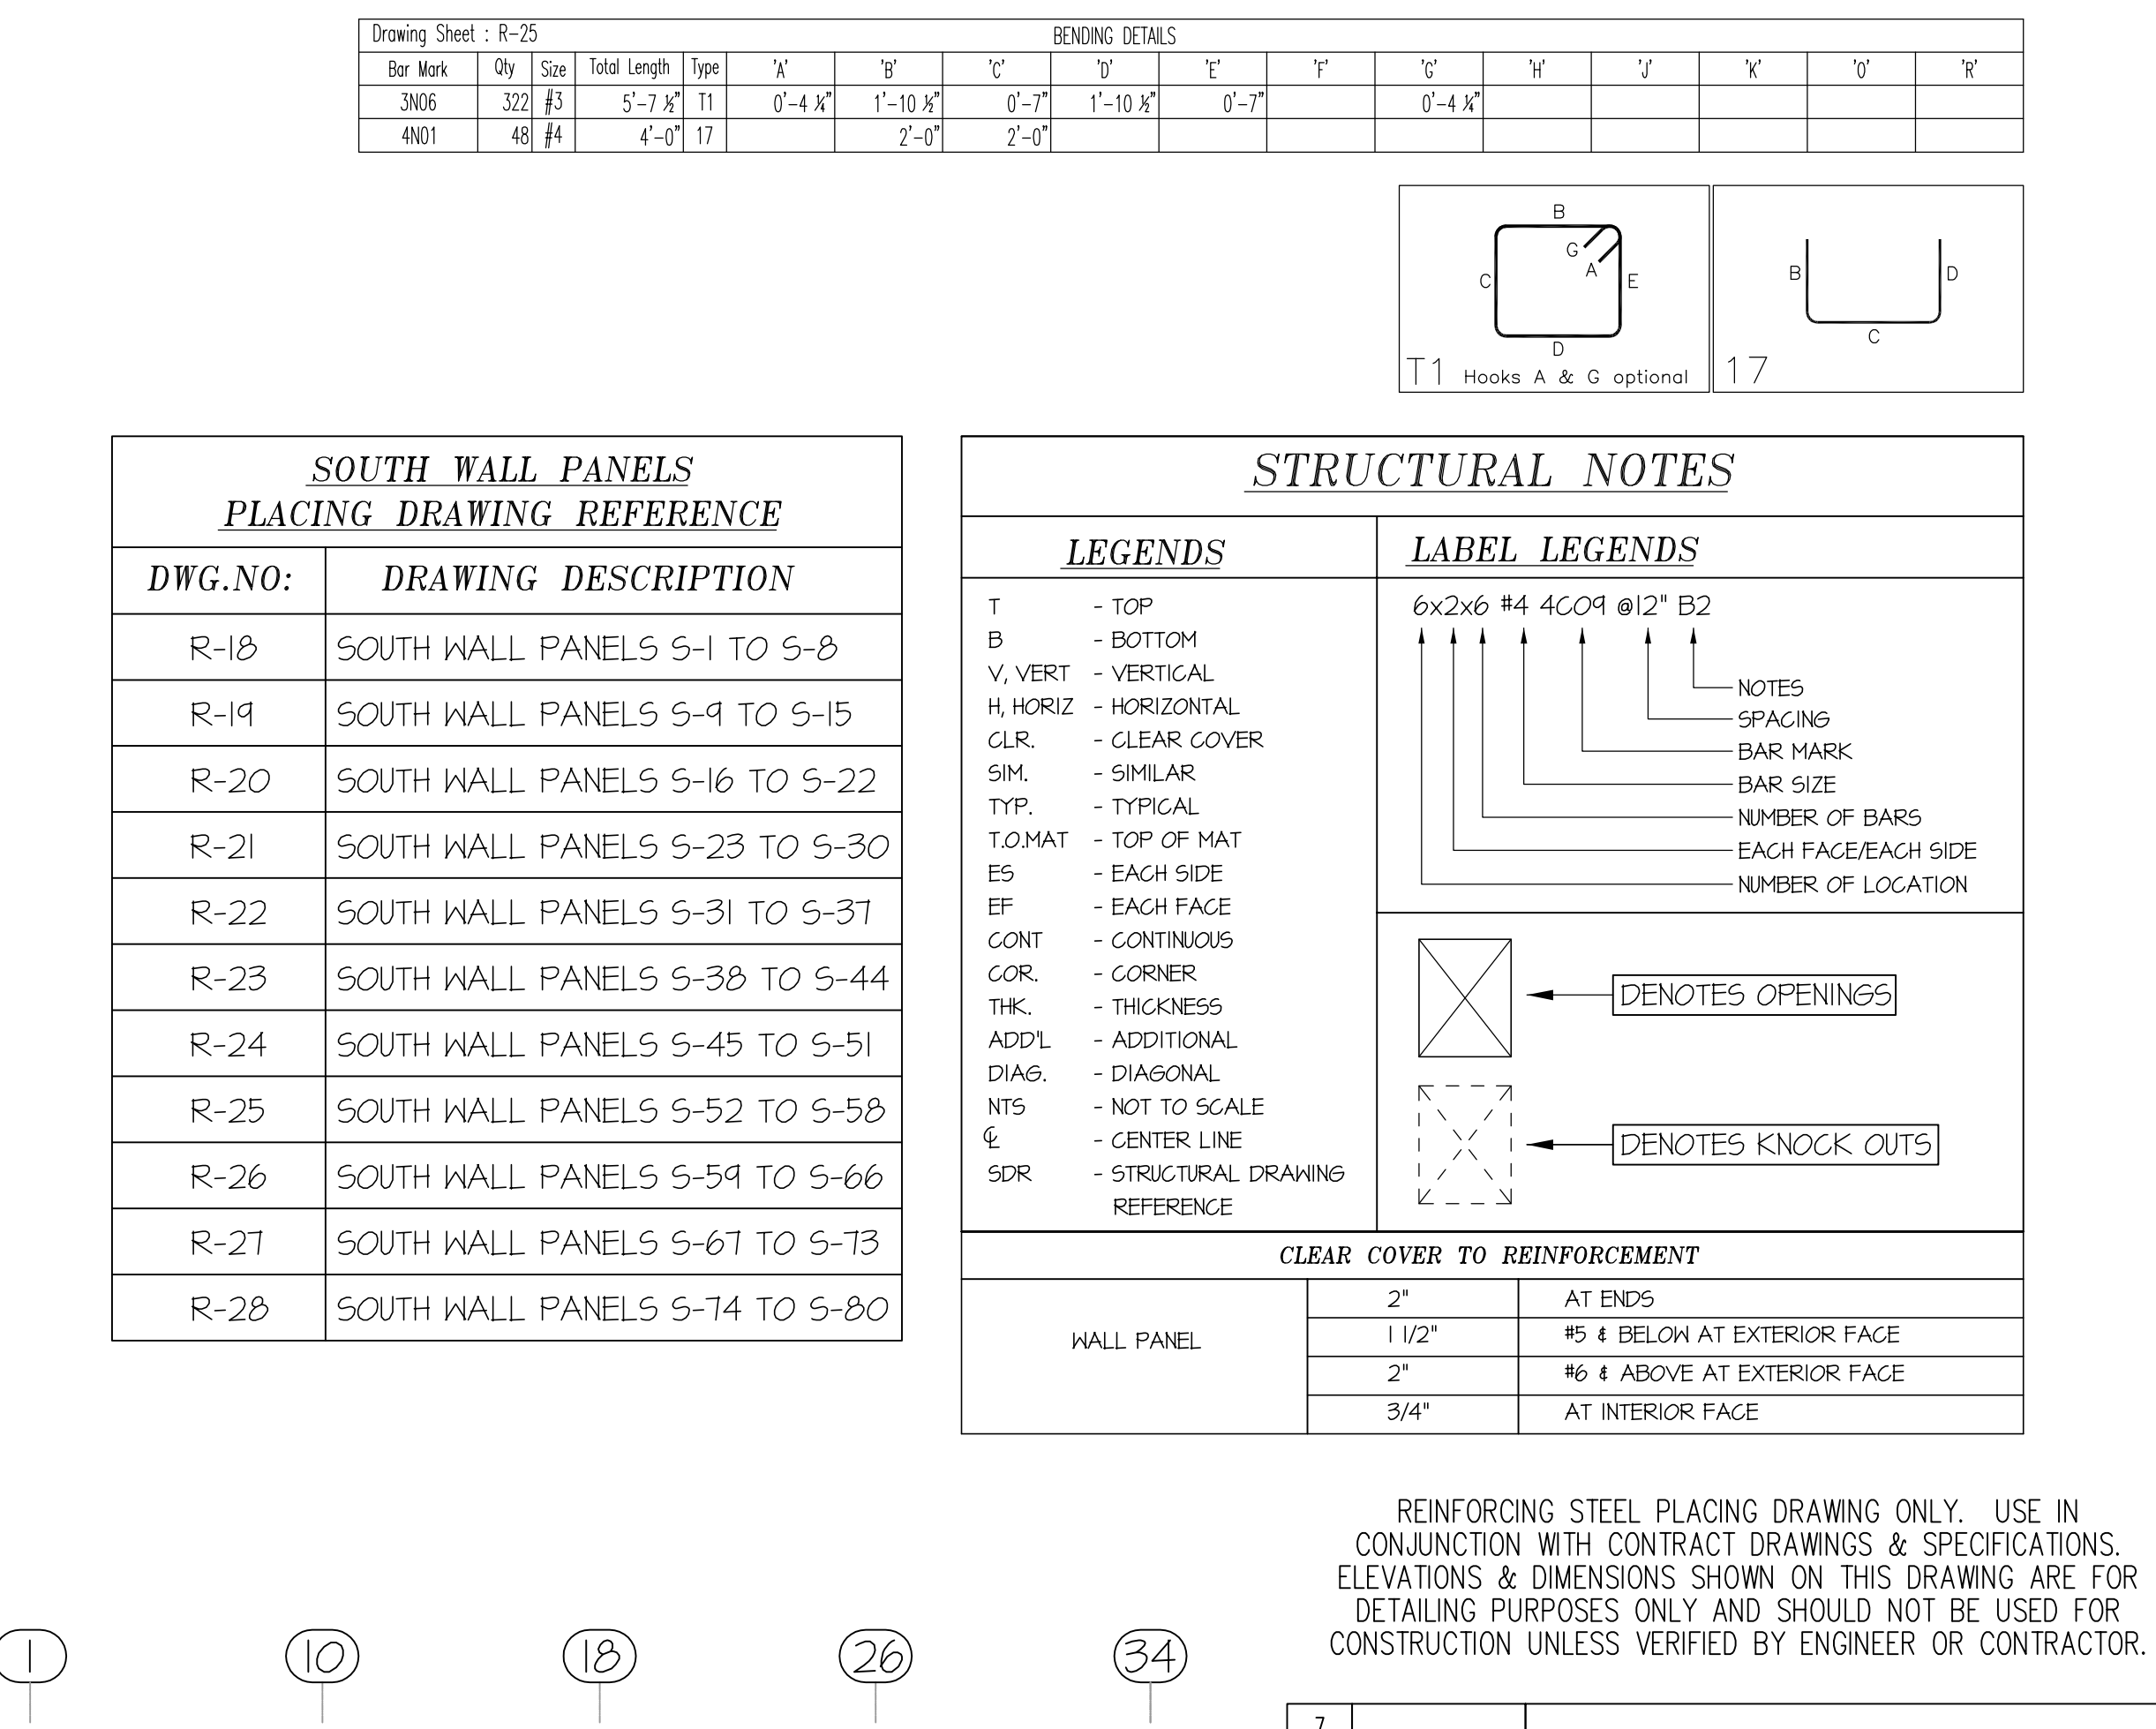 Drawing Sheet : R-25 BENDING DETAILS
Bar Mark Qty Size Total Length Type 'A' 'B' 'C' 'D' 'E' 'F' 'G' 'H' 'J' 'K' 'O' 'R'
3N06 322 #3 5'-7 ½" T1 0'-4 ¼" 1'-10 ½" 0'-7" 1'-10 ½" 0'-7" 0'-4 ¼"
4N01 48 #4 4'-0" 17 2'-0" 2'-0"
B
G
A
C
E
D
T1 Hooks A & G optional
B
D
C
17
SOUTH WALL PANELS
PLACING DRAWING REFERENCE
DWG.NO: DRAWING DESCRIPTION
R-18 SOUTH WALL PANELS S-1 TO S-8
R-19 SOUTH WALL PANELS S-9 TO S-15
R-20 SOUTH WALL PANELS S-16 TO S-22
R-21 SOUTH WALL PANELS S-23 TO S-30
R-22 SOUTH WALL PANELS S-31 TO S-37
R-23 SOUTH WALL PANELS S-38 TO S-44
R-24 SOUTH WALL PANELS S-45 TO S-51
R-25 SOUTH WALL PANELS S-52 TO S-58
R-26 SOUTH WALL PANELS S-59 TO S-66
R-27 SOUTH WALL PANELS S-67 TO S-73
R-28 SOUTH WALL PANELS S-74 TO S-80
STRUCTURAL NOTES
LEGENDS
T - TOP
B - BOTTOM
V, VERT - VERTICAL
H, HORIZ - HORIZONTAL
CLR. - CLEAR COVER
SIM. - SIMILAR
TYP. - TYPICAL
T.O.MAT - TOP OF MAT
ES - EACH SIDE
EF - EACH FACE
CONT - CONTINUOUS
COR. - CORNER
THK. - THICKNESS
ADD'L - ADDITIONAL
DIAG. - DIAGONAL
NTS - NOT TO SCALE
℄ - CENTER LINE
SDR - STRUCTURAL DRAWING
REFERENCE
LABEL LEGENDS
6x2x6 #4 4C09 @12" B2
NOTES
SPACING
BAR MARK
BAR SIZE
NUMBER OF BARS
EACH FACE/EACH SIDE
NUMBER OF LOCATION
DENOTES OPENINGS
DENOTES KNOCK OUTS
CLEAR COVER TO REINFORCEMENT
WALL PANEL
2" AT ENDS
1 1/2" #5 & BELOW AT EXTERIOR FACE
2" #6 & ABOVE AT EXTERIOR FACE
3/4" AT INTERIOR FACE
REINFORCING STEEL PLACING DRAWING ONLY. USE IN
CONJUNCTION WITH CONTRACT DRAWINGS & SPECIFICATIONS.
ELEVATIONS & DIMENSIONS SHOWN ON THIS DRAWING ARE FOR
DETAILING PURPOSES ONLY AND SHOULD NOT BE USED FOR
CONSTRUCTION UNLESS VERIFIED BY ENGINEER OR CONTRACTOR.
1 10 18 26 34
7